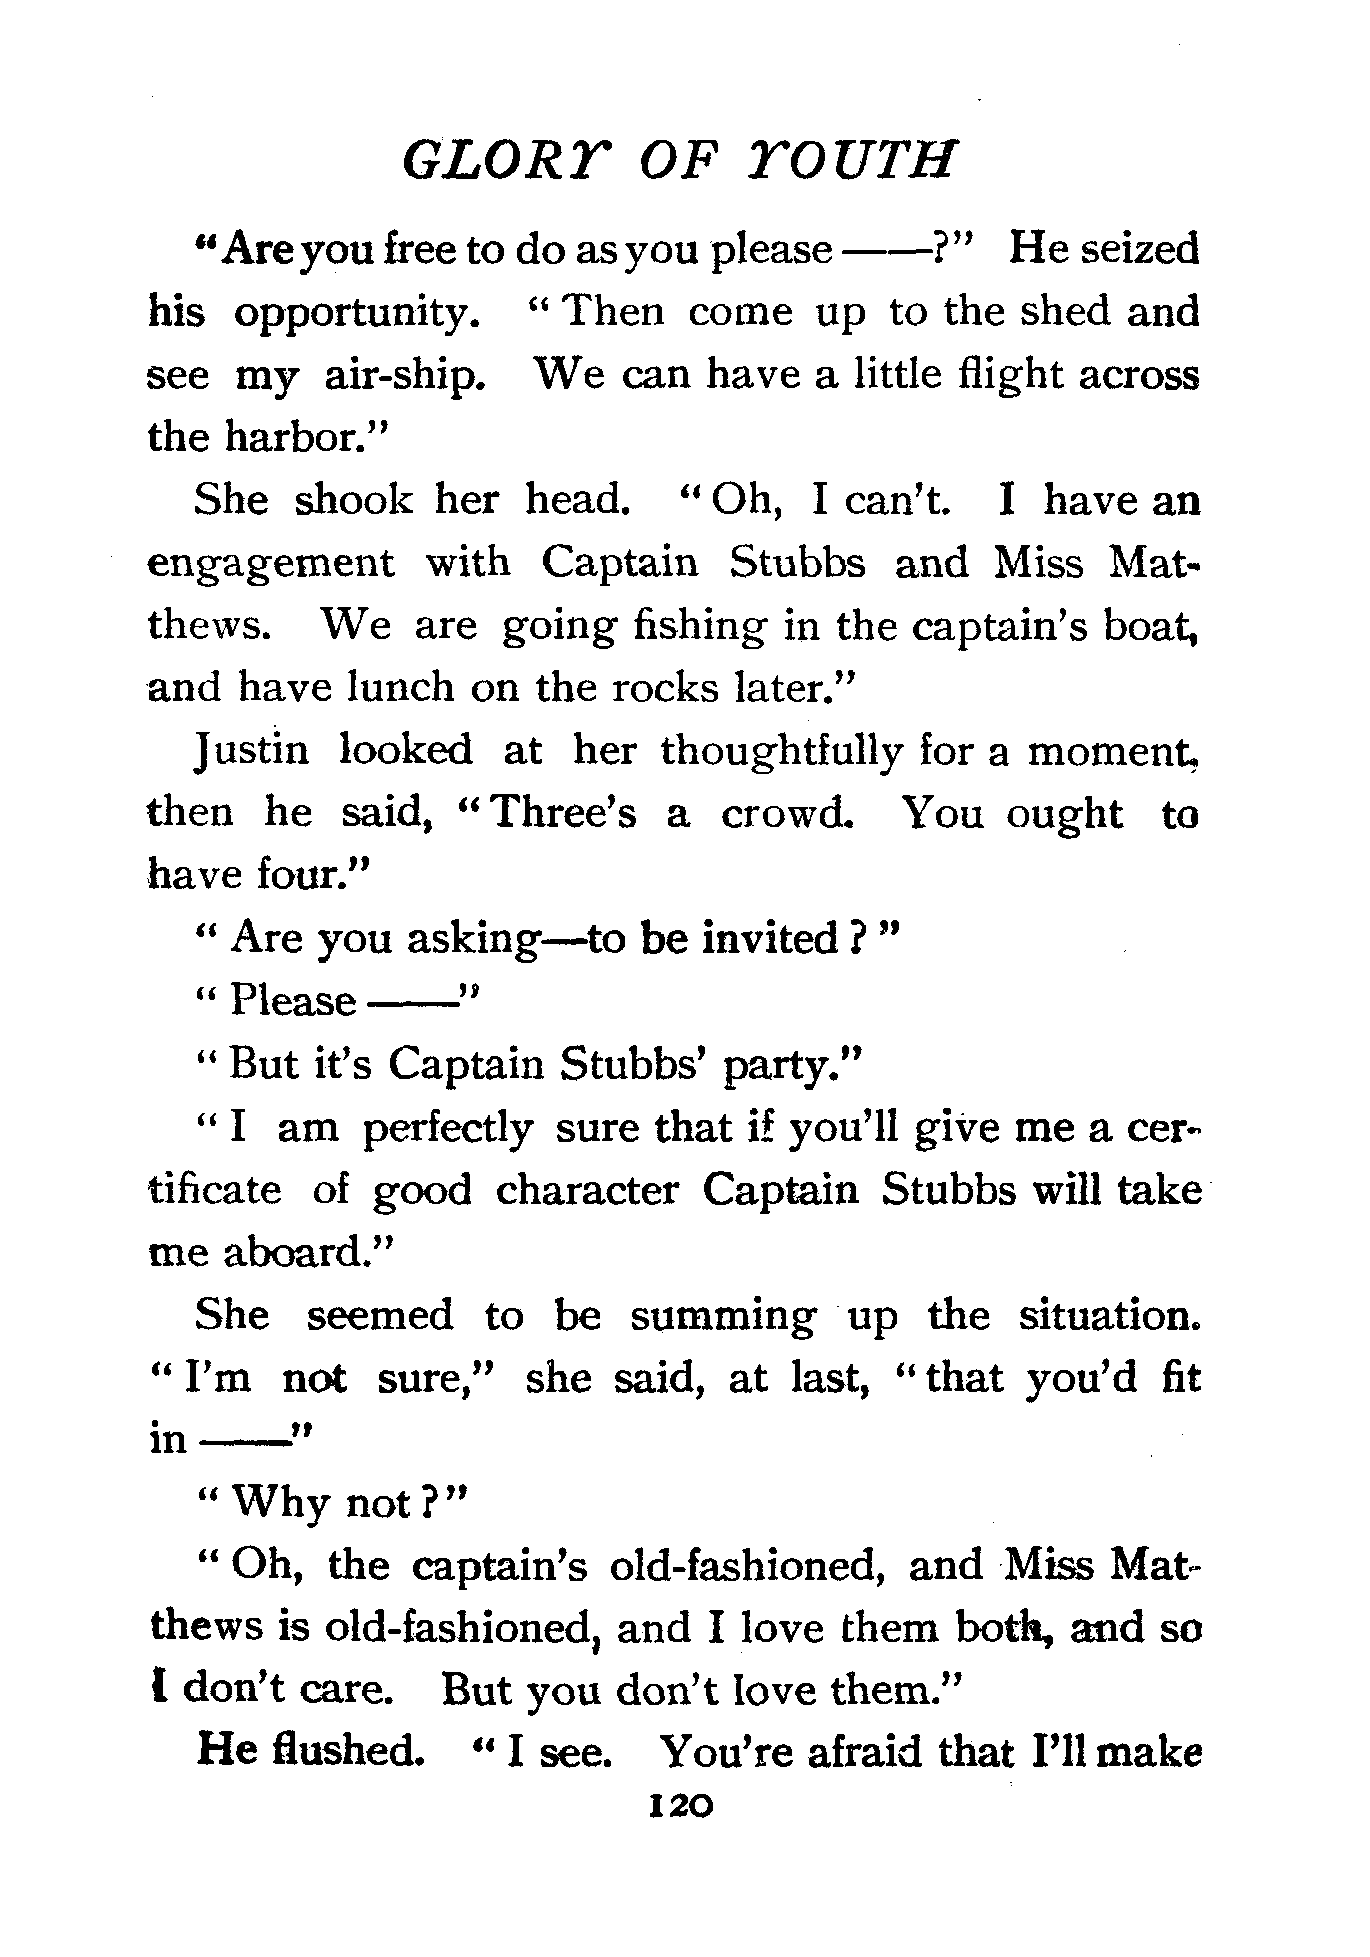 GLORY OF YOUTH
"Are you free to do as you please ——?" He seized
his opportunity. "Then come up to the shed and
see my air-ship. We can have a little flight across
the harbor."
She shook her head. "Oh, I can't. I have an
engagement with Captain Stubbs and Miss Mat-
thews. We are going fishing in the captain's boat,
and have lunch on the rocks later."
Justin looked at her thoughtfully for a moment,
then he said, "Three's a crowd. You ought to
have four."
"Are you asking—to be invited?"
"Please ——"
"But it's Captain Stubbs' party."
"I am perfectly sure that if you'll give me a cer-
tificate of good character Captain Stubbs will take
me aboard."
She seemed to be summing up the situation.
"I'm not sure," she said, at last, "that you'd fit
in ——"
"Why not?"
"Oh, the captain's old-fashioned, and Miss Mat-
thews is old-fashioned, and I love them both, and so
I don't care. But you don't love them."
He flushed. "I see. You're afraid that I'll make
120